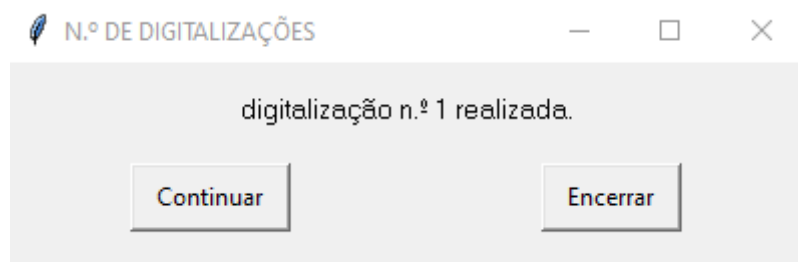 N.º DE DIGITALIZAÇÕES
digitalização n.º 1 realizada.
Continuar
Encerrar